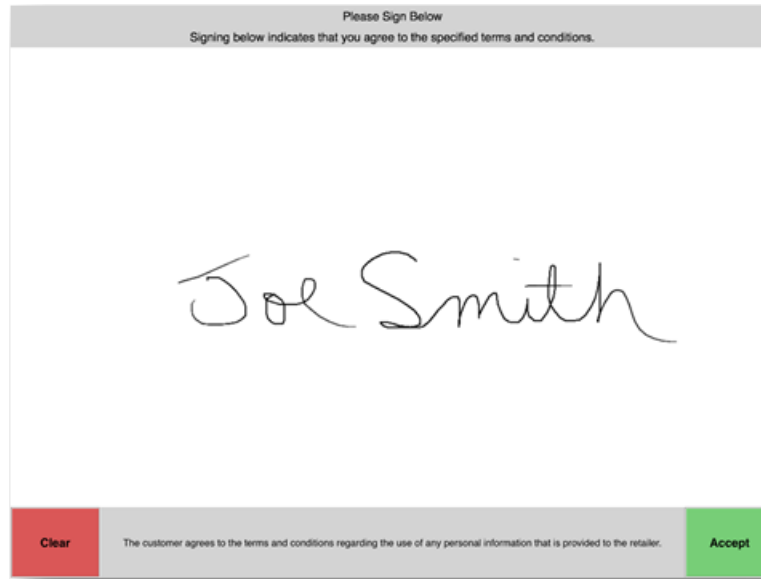 Please Sign Below
Signing below indicates that you agree to the specified terms and conditions.
Joe Smith
Clear
The customer agrees to the terms and conditions regarding the use of any personal information that is provided to the retailer.
Accept